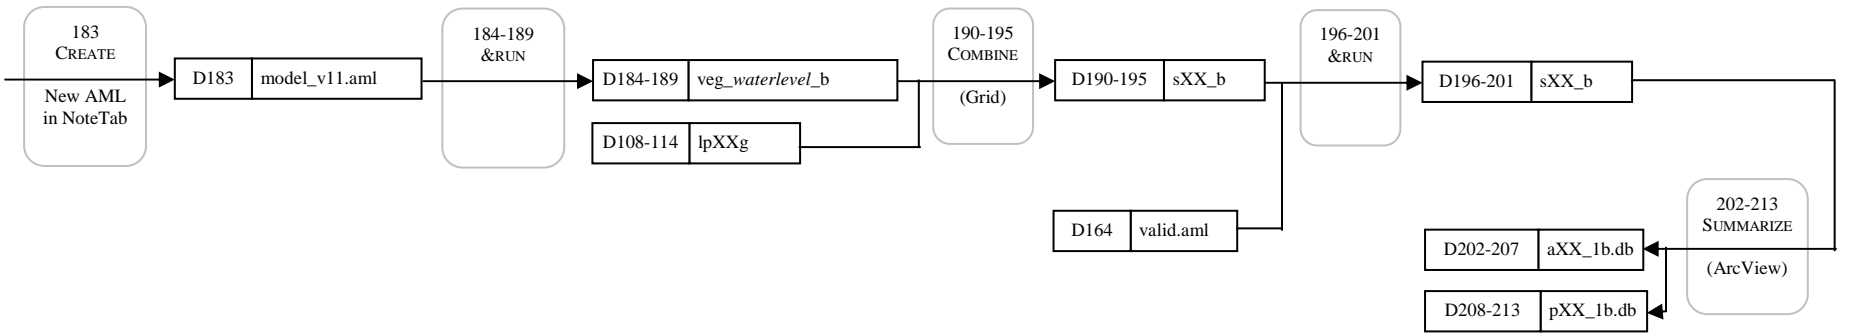 183
CREATE
New AML
in NoteTab
D183 model_v11.aml
184-189
&RUN
D184-189 veg_waterlevel_b
D108-114 lpXXg
190-195
COMBINE
(Grid)
D190-195 sXX_b
D164 valid.aml
196-201
&RUN
D196-201 sXX_b
202-213
SUMMARIZE
(ArcView)
D202-207 aXX_1b.db
D208-213 pXX_1b.db